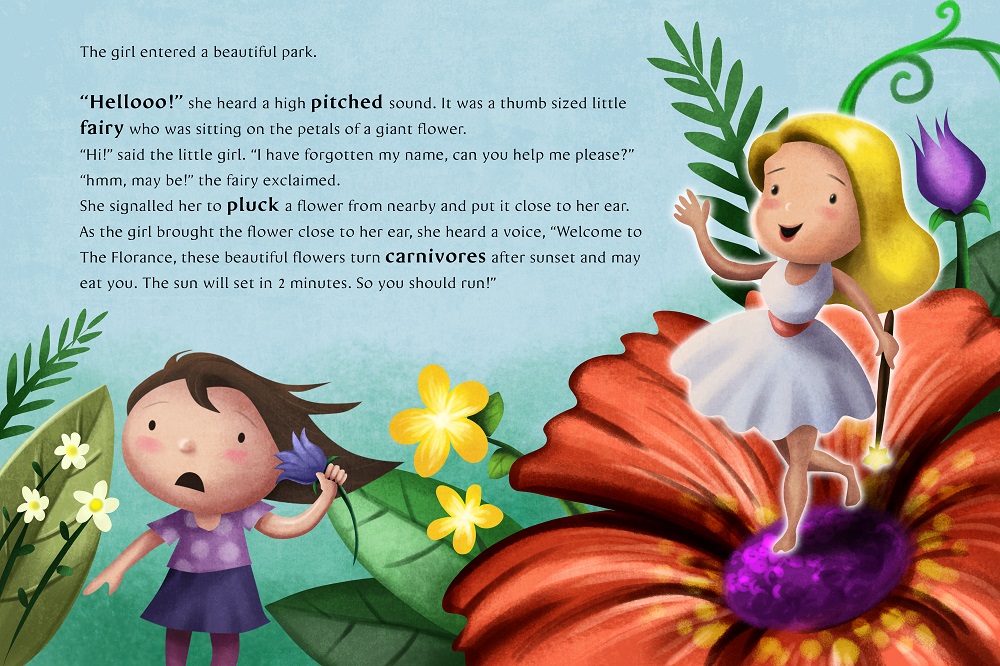 The girl entered a beautiful park.
“Hellooo!” she heard a high pitched sound. It was a thumb sized little
fairy who was sitting on the petals of a giant flower.
“Hi!” said the little girl. “I have forgotten my name, can you help me please?”
“hmm, may be!” the fairy exclaimed.
She signalled her to pluck a flower from nearby and put it close to her ear.
As the girl brought the flower close to her ear, she heard a voice, “Welcome to
The Florance, these beautiful flowers turn carnivores after sunset and may
eat you. The sun will set in 2 minutes. So you should run!”